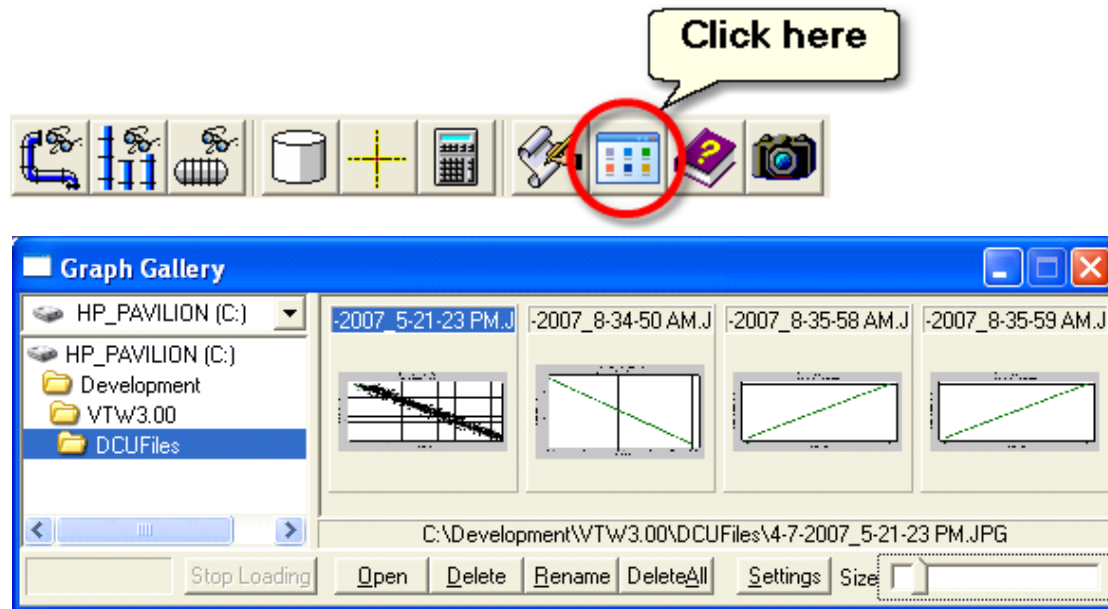 Click here
Graph Gallery
HP_PAVILION (C:)
-2007_5-21-23 PM.J
-2007_8-34-50 AM.J
-2007_8-35-58 AM.J
-2007_8-35-59 AM.J
HP_PAVILION (C:)
Development
VTW3.00
DCUFiles
C:\Development\VTW3.00\DCUFiles\4-7-2007_5-21-23 PM.JPG
Stop Loading
Open
Delete
Rename
DeleteAll
Settings
Size